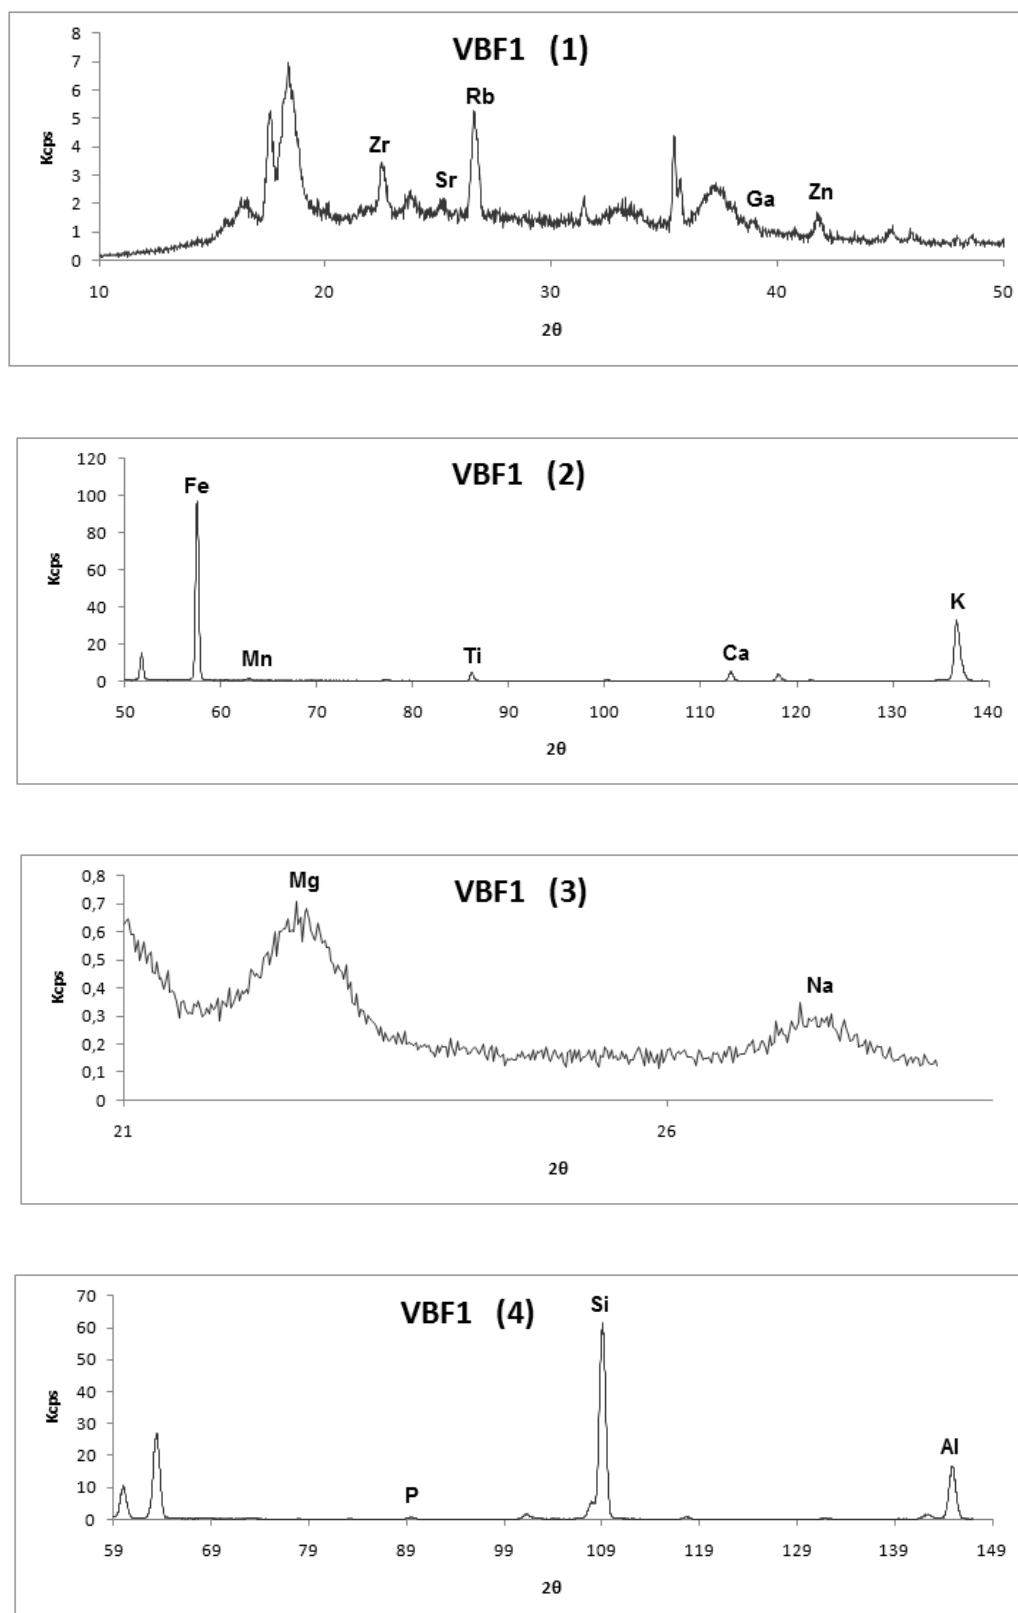 VBF1 (1)
8
7
6
5
4
3
2
1
0
Kcps
Zr
Sr
Rb
Ga
Zn
10 20 30 40 50
2θ
VBF1 (2)
120
100
80
60
40
20
0
Kcps
Fe
Mn
Ti
Ca
K
50 60 70 80 90 100 110 120 130 140
2θ
VBF1 (3)
0,8
0,7
0,6
0,5
0,4
0,3
0,2
0,1
0
Kcps
Mg
Na
21 26
2θ
VBF1 (4)
70
60
50
40
30
20
10
0
Kcps
P
Si
Al
59 69 79 89 99 109 119 129 139 149
2θ